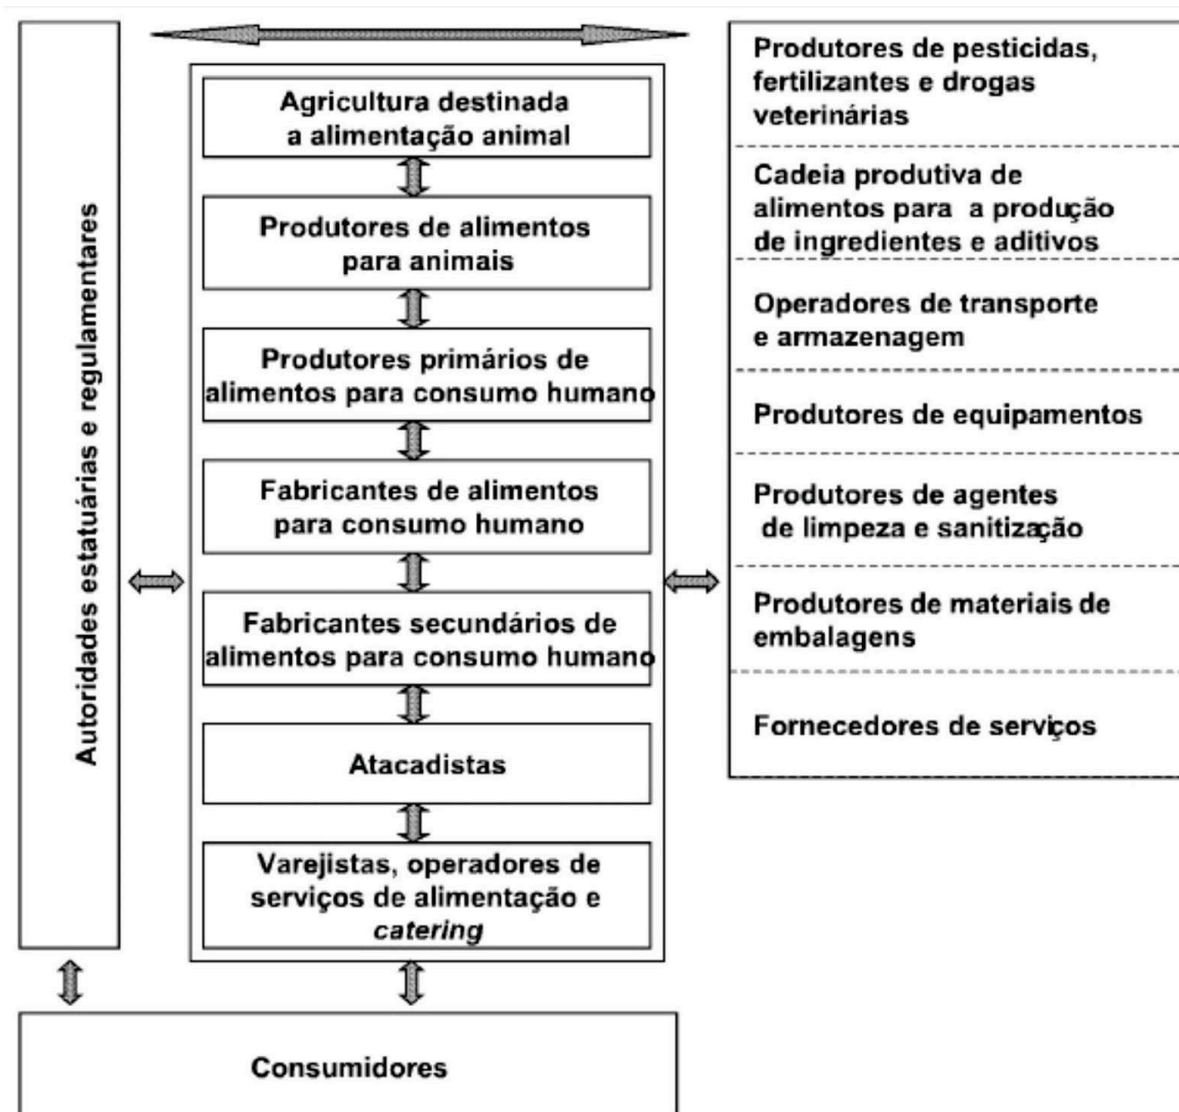 Autoridades estatuárias e regulamentares
Agricultura destinada
a alimentação animal
Produtores de alimentos
para animais
Produtores primários de
alimentos para consumo humano
Fabricantes de alimentos
para consumo humano
Fabricantes secundários de
alimentos para consumo humano
Atacadistas
Varejistas, operadores de
serviços de alimentação e
catering
Produtores de pesticidas,
fertilizantes e drogas
veterinárias
Cadeia produtiva de
alimentos para a produção
de ingredientes e aditivos
Operadores de transporte
e armazenagem
Produtores de equipamentos
Produtores de agentes
de limpeza e sanitização
Produtores de materiais de
embalagens
Fornecedores de serviços
Consumidores